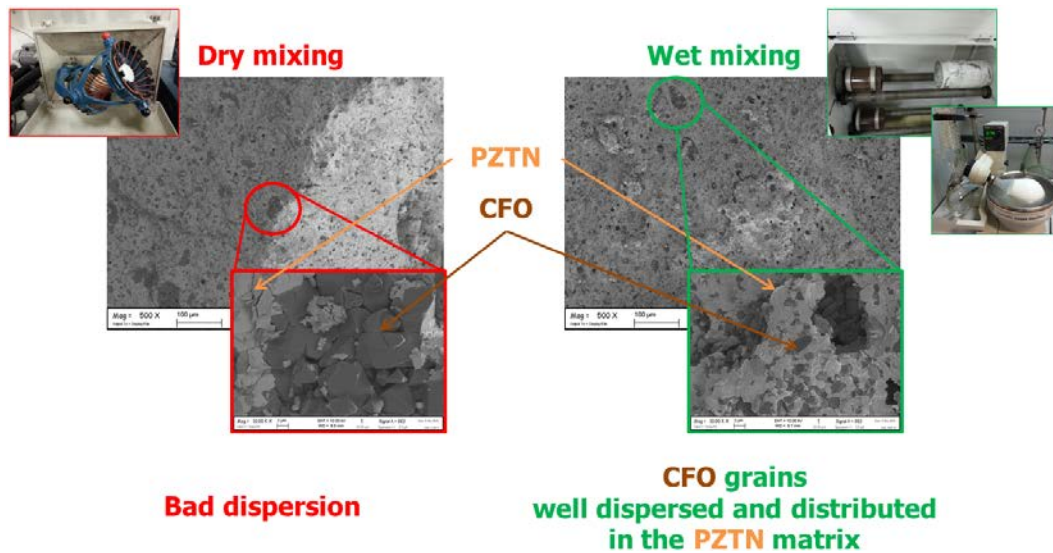 Dry mixing
Wet mixing
PZTN
CFO
Mag = 500 X
100 µm
Mag = 500 X
100 µm
Bad dispersion
CFO grains
well dispersed and distributed
in the PZTN matrix